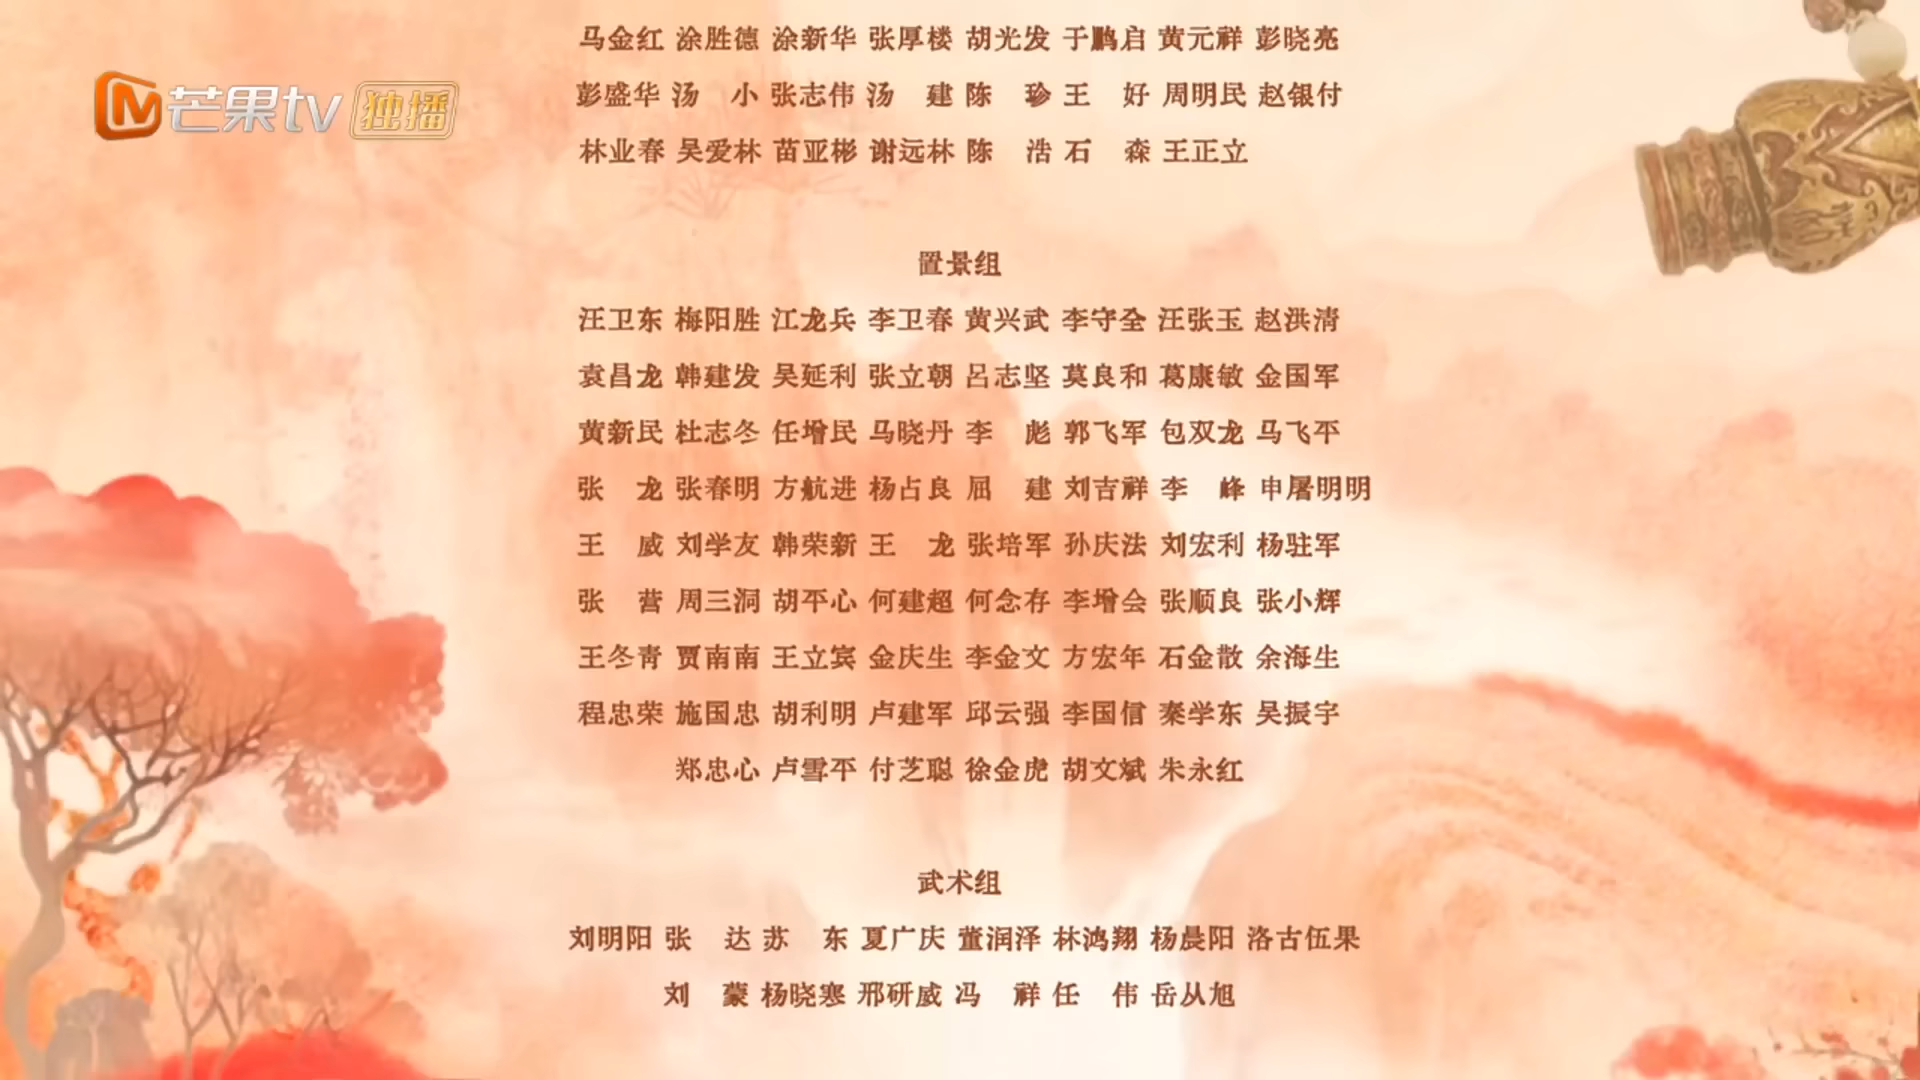 马金红 涂胜德 涂新华 张厚楼 胡光发 于鹏启 黄元祥 彭晓亮
芒果tv 独播
彭盛华 汤 小 张志伟 汤 建 陈 珍 王 好 周明民 赵银付
林业春 吴爱林 苗亚彬 谢远林 陈 浩 石 森 王正立
置景组
汪卫东 梅阳胜 江龙兵 李卫春 黄兴武 李守全 汪张玉 赵洪清
袁昌龙 韩建发 吴延利 张立朝 吕志坚 莫良和 葛康敏 金国军
黄新民 杜志冬 任增民 马晓丹 李 彪 郭飞军 包双龙 马飞平
张 龙 张春明 方航进 杨占良 屈 建 刘吉祥 李 峰 申屠明明
王 威 刘学友 韩荣新 王 龙 张培军 孙庆法 刘宏利 杨驻军
张 营 周三洞 胡平心 何建超 何念存 李增会 张顺良 张小辉
王冬青 贾南南 王立宾 金庆生 李金文 方宏年 石金散 余海生
程忠荣 施国忠 胡利明 卢建军 邱云强 李国信 秦学东 吴振宇
郑忠心 卢雪平 付芝聪 徐金虎 胡文斌 朱永红
武术组
刘明阳 张 达 苏 东 夏广庆 董润泽 林鸿翔 杨晨阳 洛古伍果
刘 蒙 杨晓寒 邢研威 冯 祥 任 伟 岳从旭